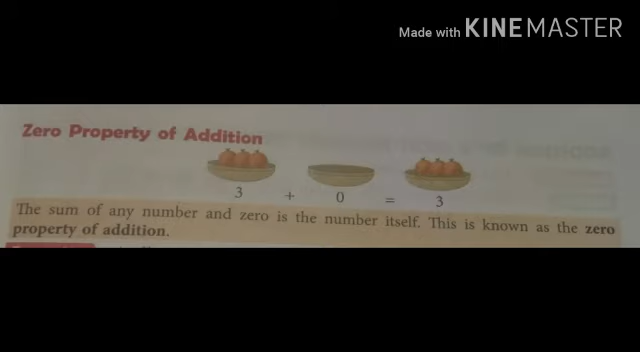 Made with KINEMASTER
Zero Property of Addition
3 + 0 = 3
The sum of any number and zero is the number itself. This is known as the zero
property of addition.